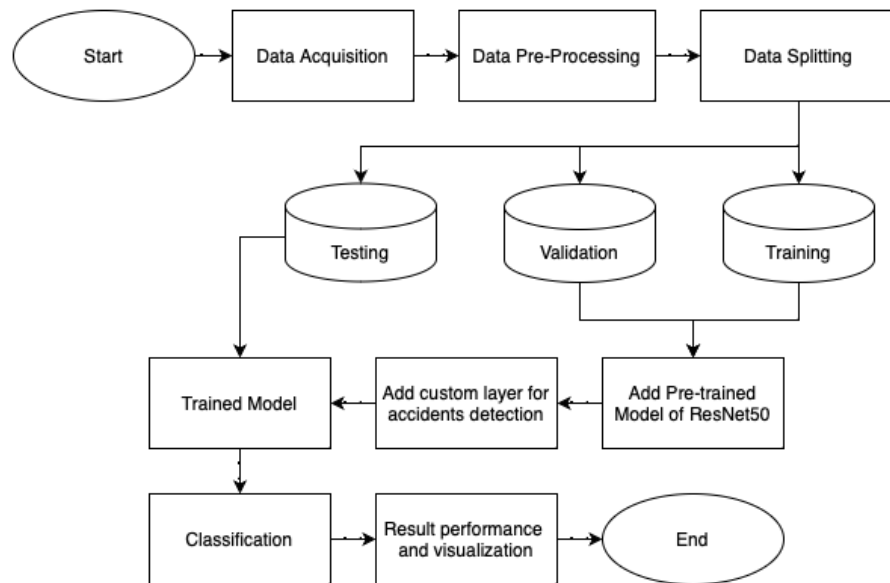 Start
Data Acquisition
Data Pre-Processing
Data Splitting
Testing
Validation
Training
Trained Model
Add custom layer for
accidents detection
Add Pre-trained
Model of ResNet50
Classification
Result performance
and visualization
End